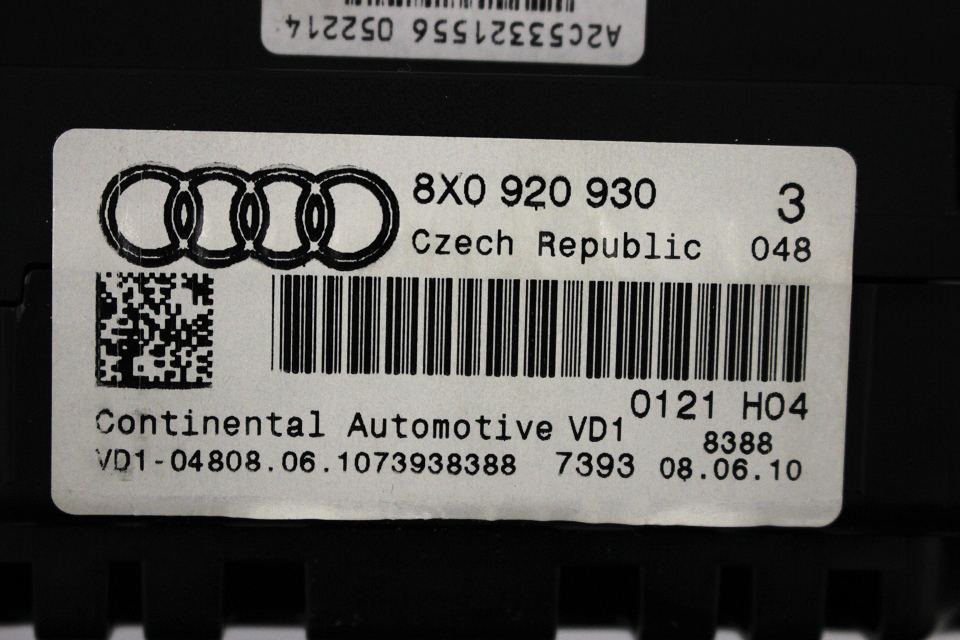 A2C53321556 052214
8X0 920 930 3
Czech Republic 048
0121 H04
Continental Automotive VD1
8388
VD1-04808.06.1073938388 7393 08.06.10